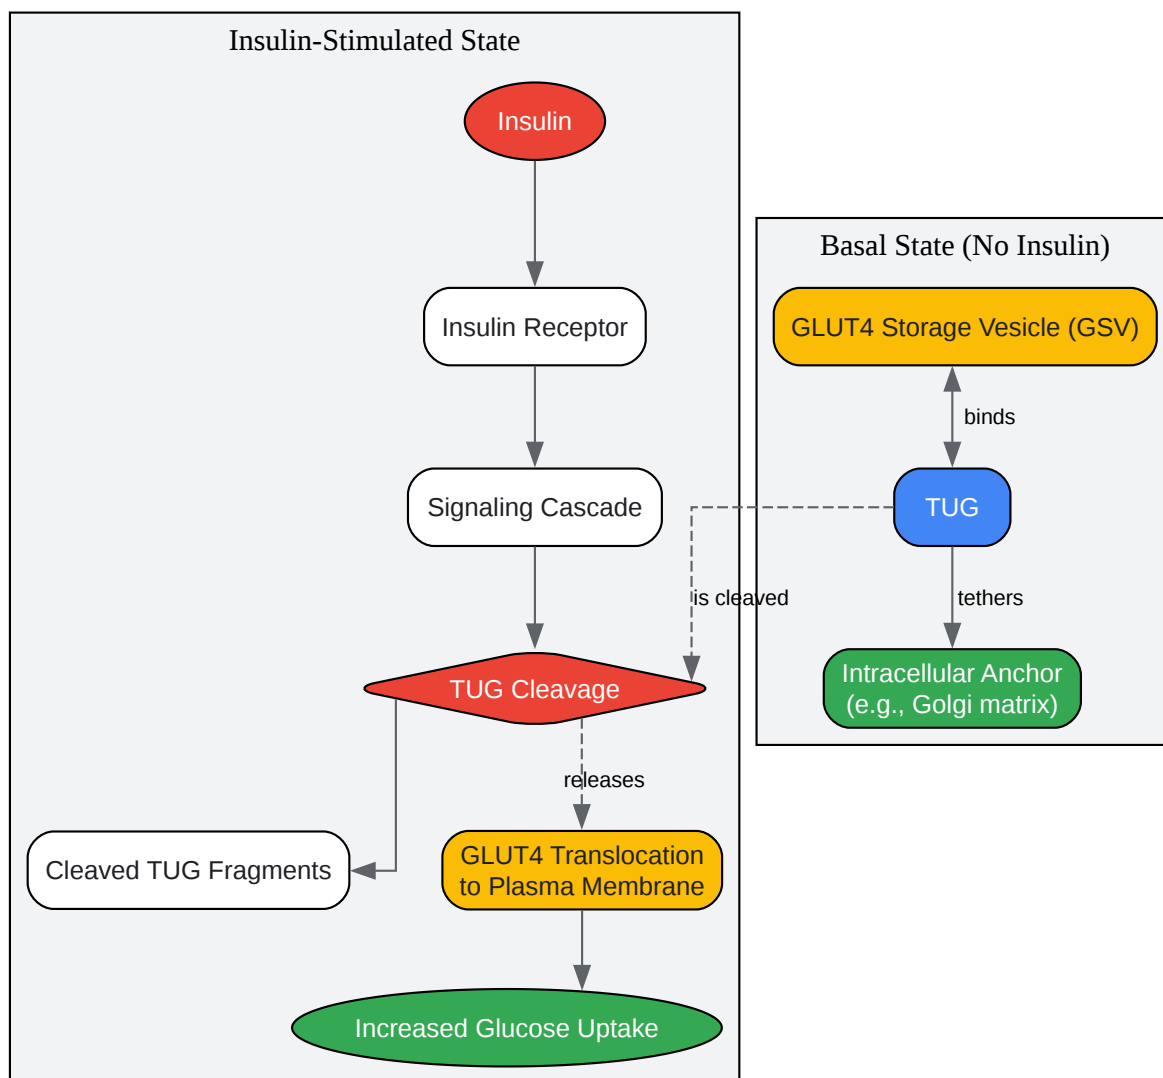 Insulin-Stimulated State
Insulin
Insulin Receptor
Signaling Cascade
TUG Cleavage
releases
Cleaved TUG Fragments
GLUT4 Translocation
to Plasma Membrane
Increased Glucose Uptake
is cleaved
Basal State (No Insulin)
GLUT4 Storage Vesicle (GSV)
binds
TUG
tethers
Intracellular Anchor
(e.g., Golgi matrix)